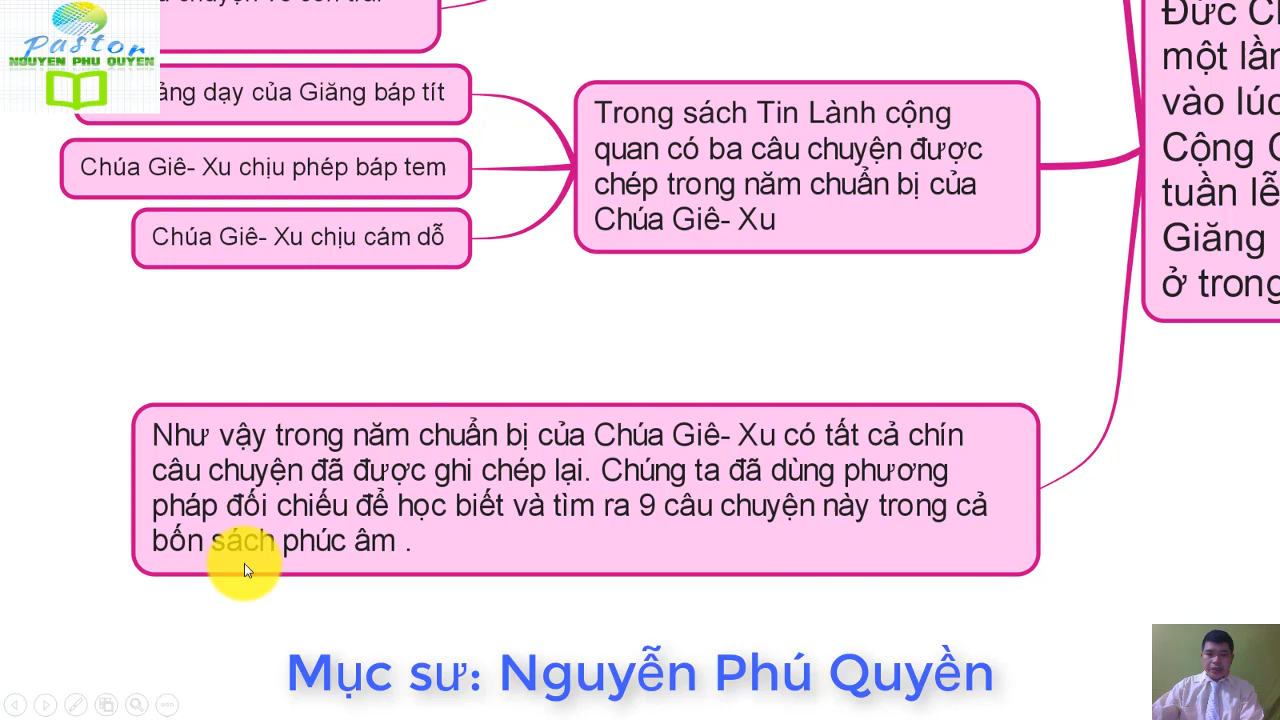 Pastor
NGUYEN PHU QUYEN
dạy của Giăng báp tít
Chúa Giê- Xu chịu phép báp tem
Chúa Giê- Xu chịu cám dỗ
Trong sách Tin Lành cộng
quan có ba câu chuyện được
chép trong năm chuẩn bị của
Chúa Giê- Xu
Đức
một
vào
Cộng
tuần
Giăng
ở trong
Như vậy trong năm chuẩn bị của Chúa Giê- Xu có tất cả chín
câu chuyện đã được ghi chép lại. Chúng ta đã dùng phương
pháp đối chiếu để học biết và tìm ra 9 câu chuyện này trong cả
bốn sách phúc âm .
Mục sư: Nguyễn Phú Quyền